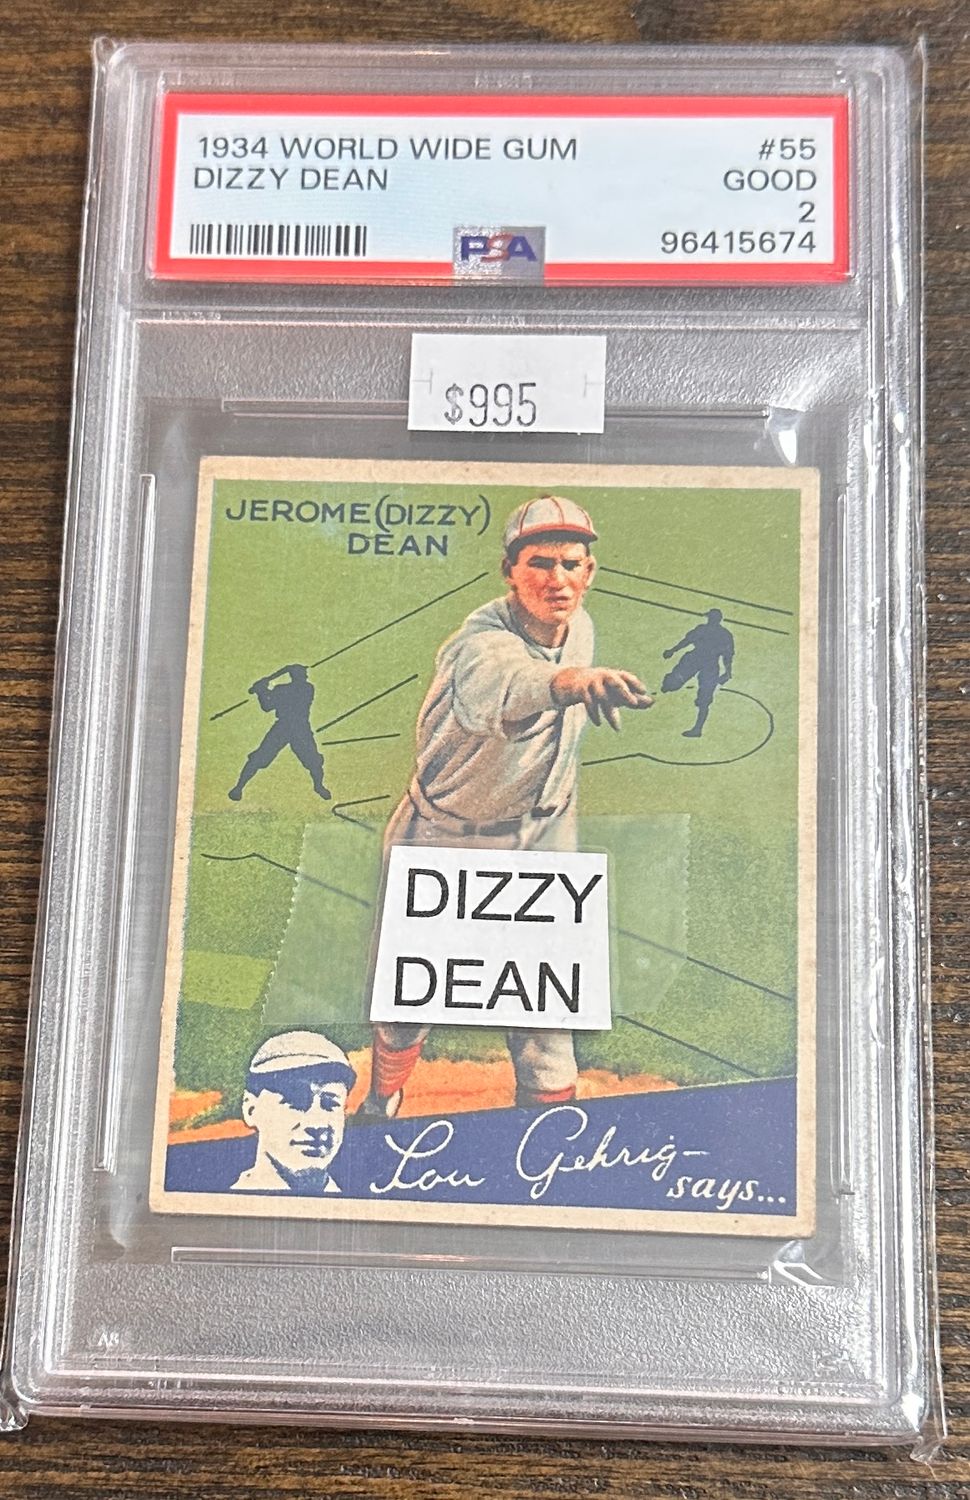 1934 WORLD WIDE GUM #55
DIZZY DEAN GOOD
2
PSA 96415674
$995
JEROME (DIZZY)
DEAN
DIZZY
DEAN
Lou Gehrig-
says...